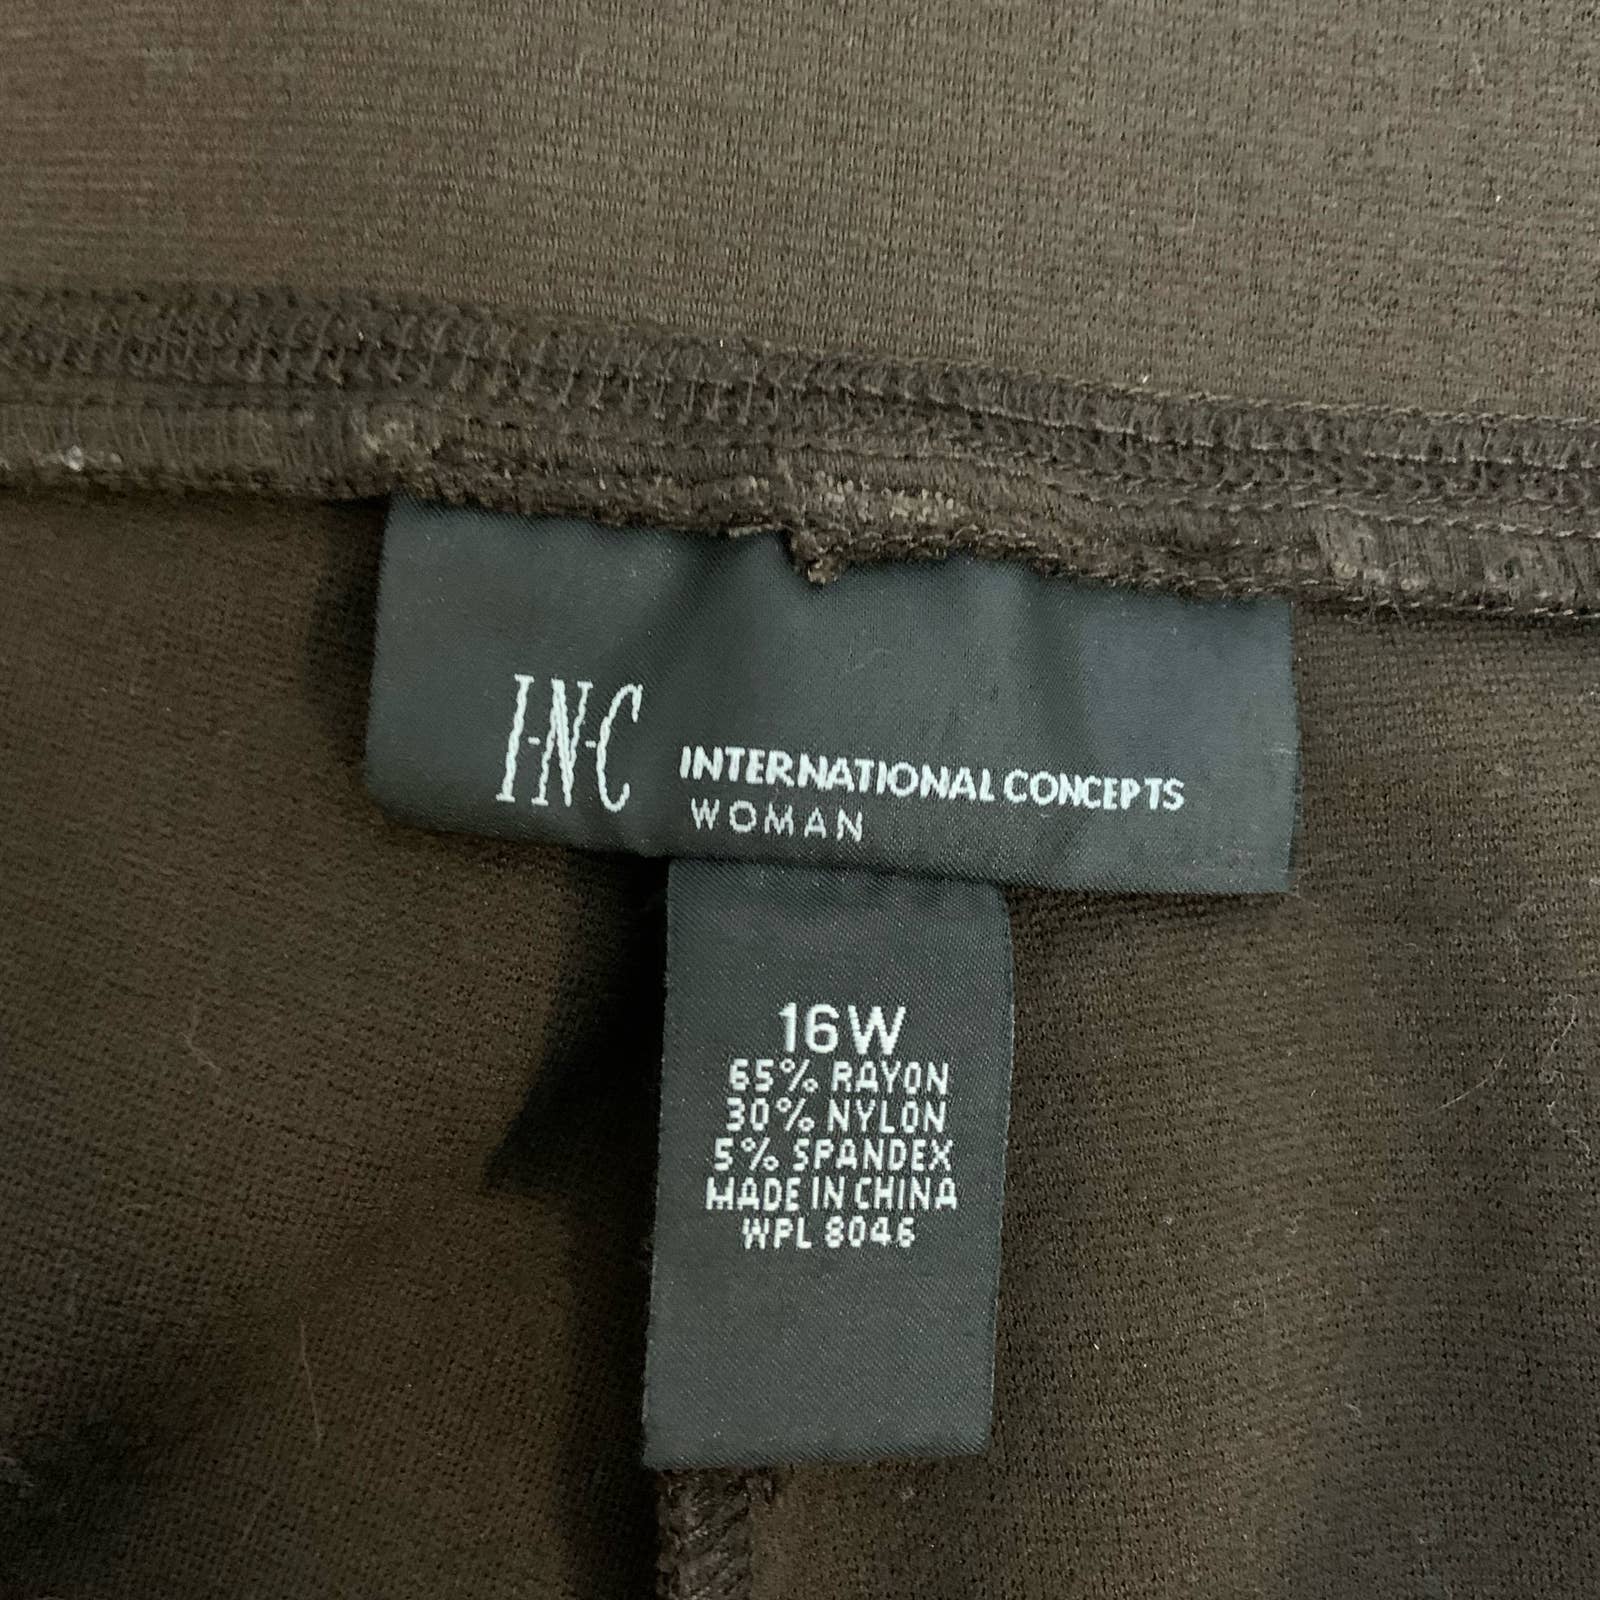 I-N-C INTERNATIONAL CONCEPTS
WOMAN
16W
65% RAYON
30% NYLON
5% SPANDEX
MADE IN CHINA
WPL 8046